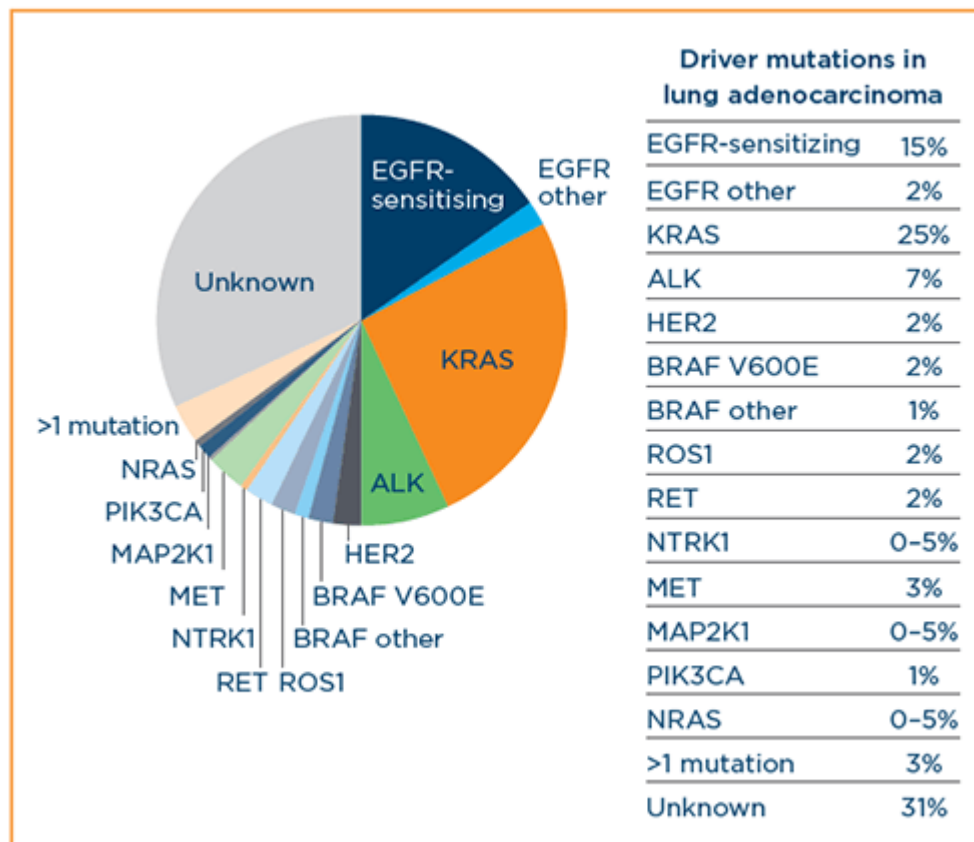 EGFR-
sensitising
EGFR
other
Unknown
KRAS
>1 mutation
ALK
NRAS
PIK3CA
HER2
MAP2K1
MET
BRAF V600E
NTRK1
BRAF other
RET
ROS1
Driver mutations in
lung adenocarcinoma
EGFR-sensitizing 15%
EGFR other 2%
KRAS 25%
ALK 7%
HER2 2%
BRAF V600E 2%
BRAF other 1%
ROS1 2%
RET 2%
NTRK1 0–5%
MET 3%
MAP2K1 0–5%
PIK3CA 1%
NRAS 0–5%
>1 mutation 3%
Unknown 31%